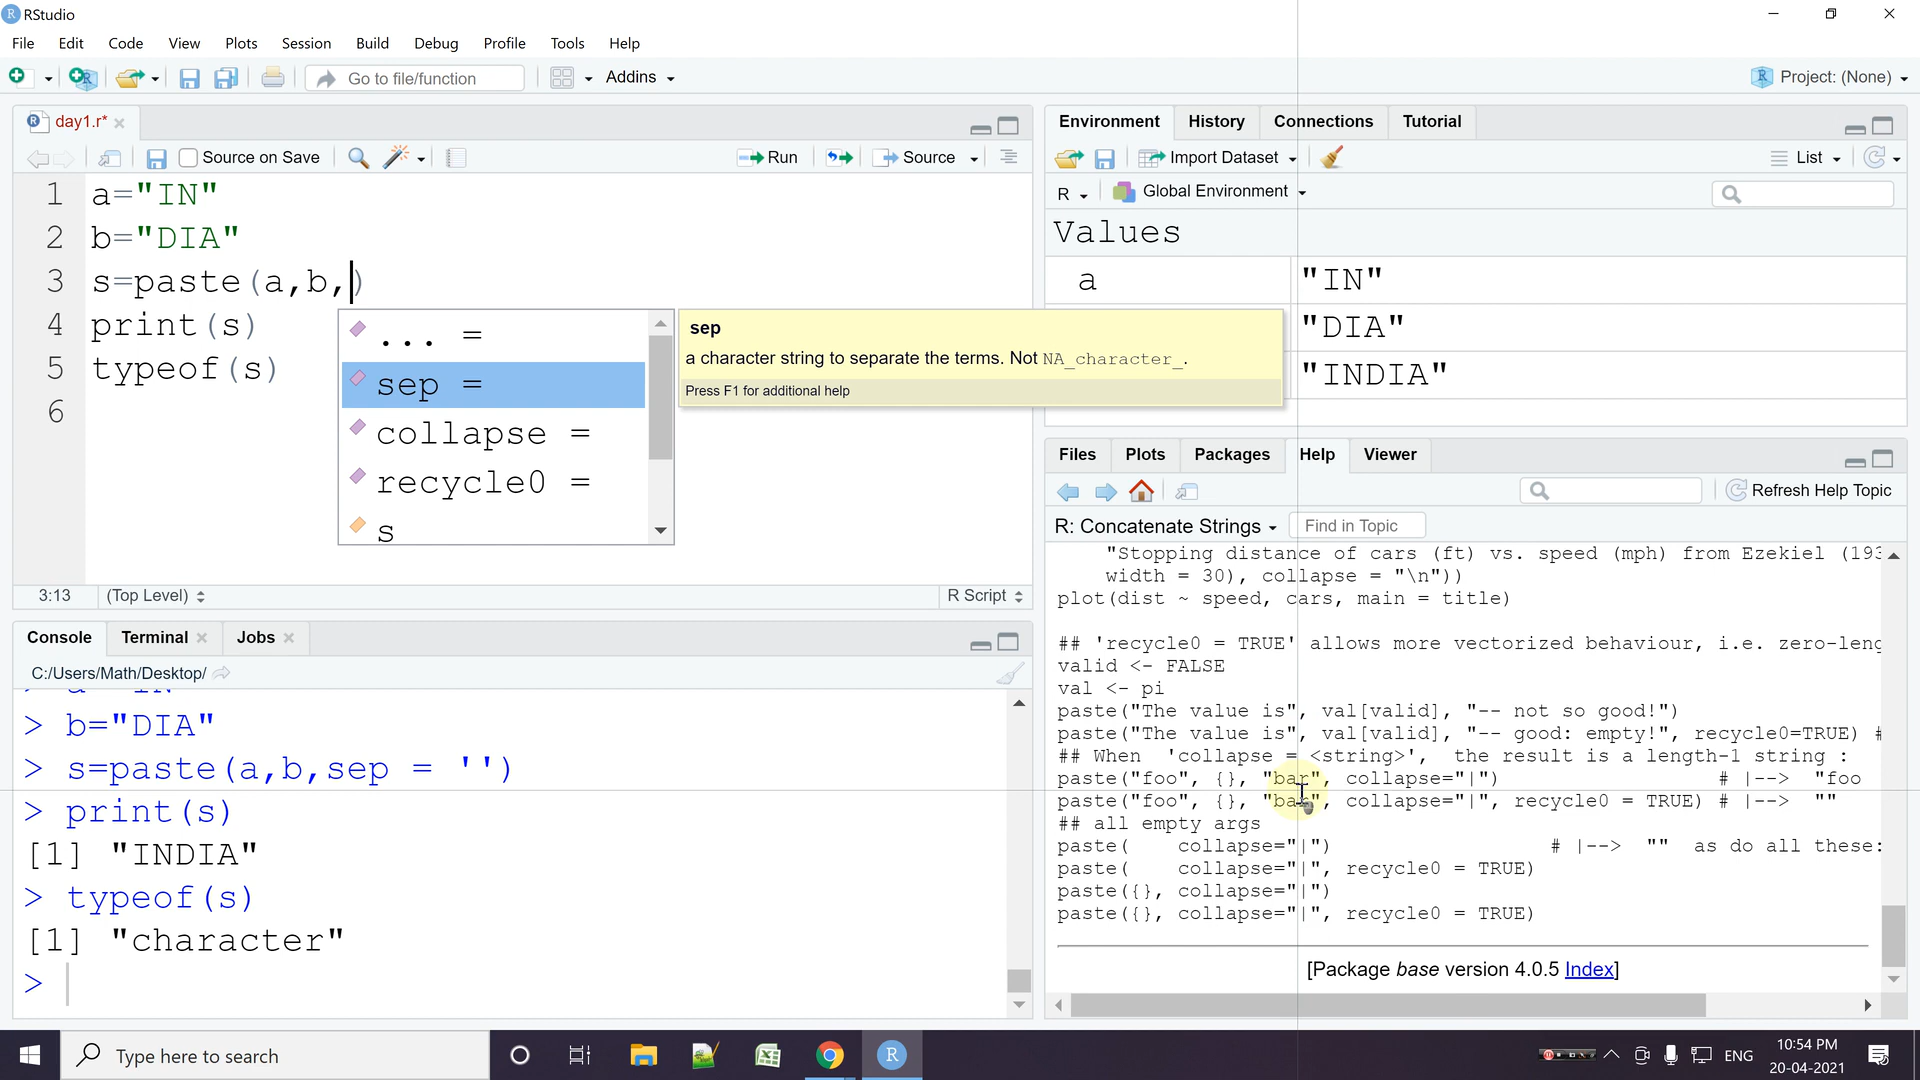 RStudio
File Edit Code View Plots Session Build Debug Profile Tools Help
Go to file/function Addins Project: (None)
day1.r*
Source on Save Run Source
1 a="IN"
2 b="DIA"
3 s=paste(a,b,)
4 print(s)
5 typeof(s)
6
... =
sep =
collapse =
recycle0 =
s
sep
a character string to separate the terms. Not NA_character_.
Press F1 for additional help
3:13 (Top Level) R Script
Console Terminal Jobs
C:/Users/Math/Desktop/
> b="DIA"
> s=paste(a,b,sep = '')
> print(s)
[1] "INDIA"
> typeof(s)
[1] "character"
>
Environment History Connections Tutorial
Import Dataset List
R Global Environment
Values
a "IN"
"DIA"
"INDIA"
Files Plots Packages Help Viewer
Refresh Help Topic
R: Concatenate Strings Find in Topic
"Stopping distance of cars (ft) vs. speed (mph) from Ezekiel (193
width = 30), collapse = "\n"))
plot(dist ~ speed, cars, main = title)
## 'recycle0 = TRUE' allows more vectorized behaviour, i.e. zero-leng
valid <- FALSE
val <- pi
paste("The value is", val[valid], "-- not so good!")
paste("The value is", val[valid], "-- good: empty!", recycle0=TRUE) #
## When 'collapse = <string>', the result is a length-1 string :
paste("foo", {}, "bar", collapse="|") # |--> "foo
paste("foo", {}, "bar", collapse="|", recycle0 = TRUE) # |--> ""
## all empty args
paste( collapse="|") # |--> "" as do all these:
paste( collapse="|", recycle0 = TRUE)
paste({}, collapse="|")
paste({}, collapse="|", recycle0 = TRUE)
[Package base version 4.0.5 Index]
Type here to search
ENG
10:54 PM
20-04-2021